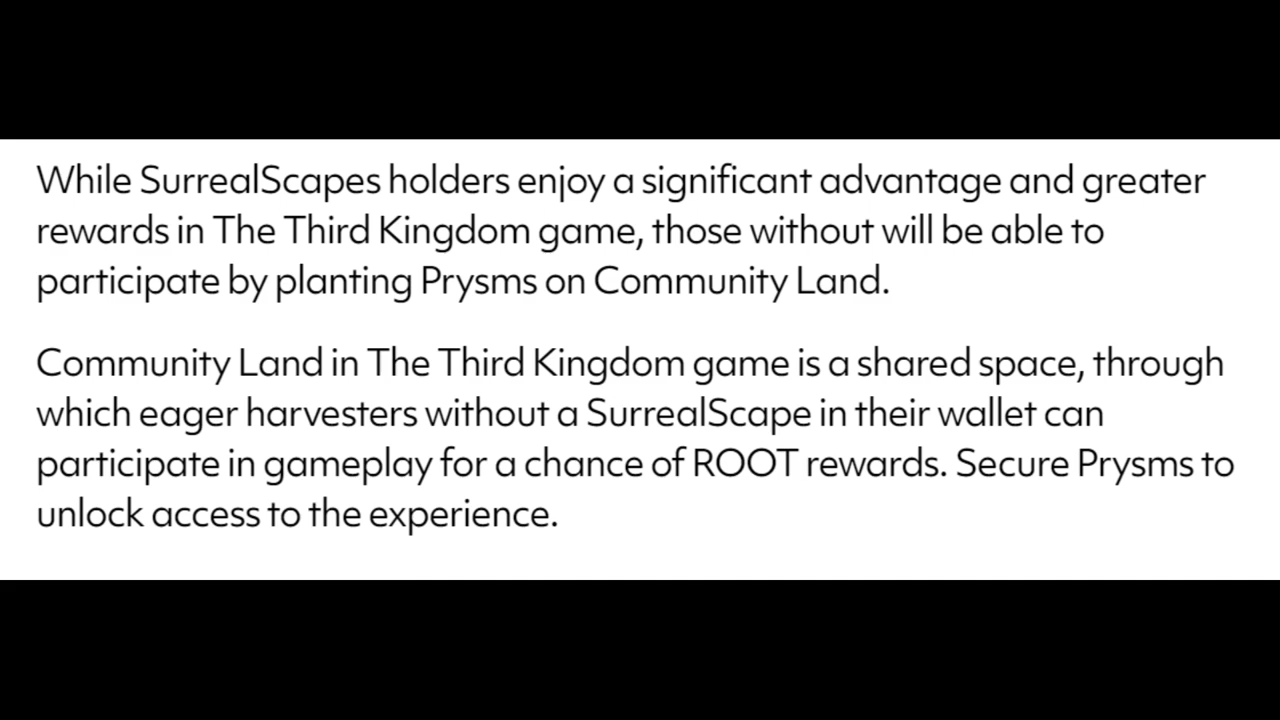 While SurrealScapes holders enjoy a significant advantage and greater
rewards in The Third Kingdom game, those without will be able to
participate by planting Prysms on Community Land.
Community Land in The Third Kingdom game is a shared space, through
which eager harvesters without a SurrealScape in their wallet can
participate in gameplay for a chance of ROOT rewards. Secure Prysms to
unlock access to the experience.